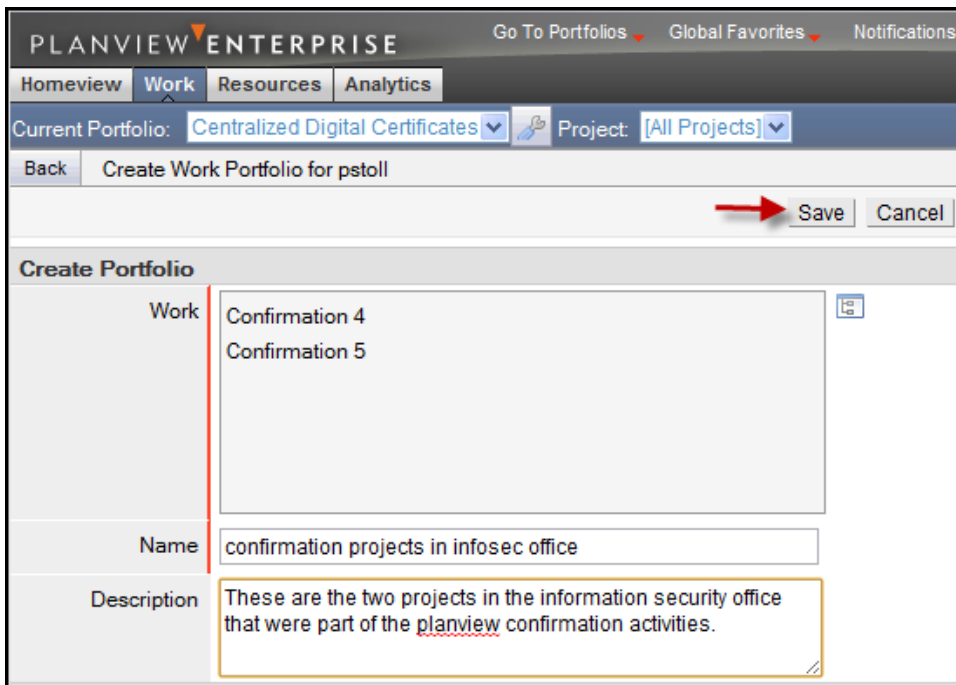 PLANVIEW ENTERPRISE Go To Portfolios Global Favorites Notifications
Homeview Work Resources Analytics
Current Portfolio: Centralized Digital Certificates Project: [All Projects]
Back Create Work Portfolio for pstoll
Save Cancel
Create Portfolio
Work Confirmation 4
Confirmation 5
Name confirmation projects in infosec office
Description These are the two projects in the information security office
that were part of the planview confirmation activities.